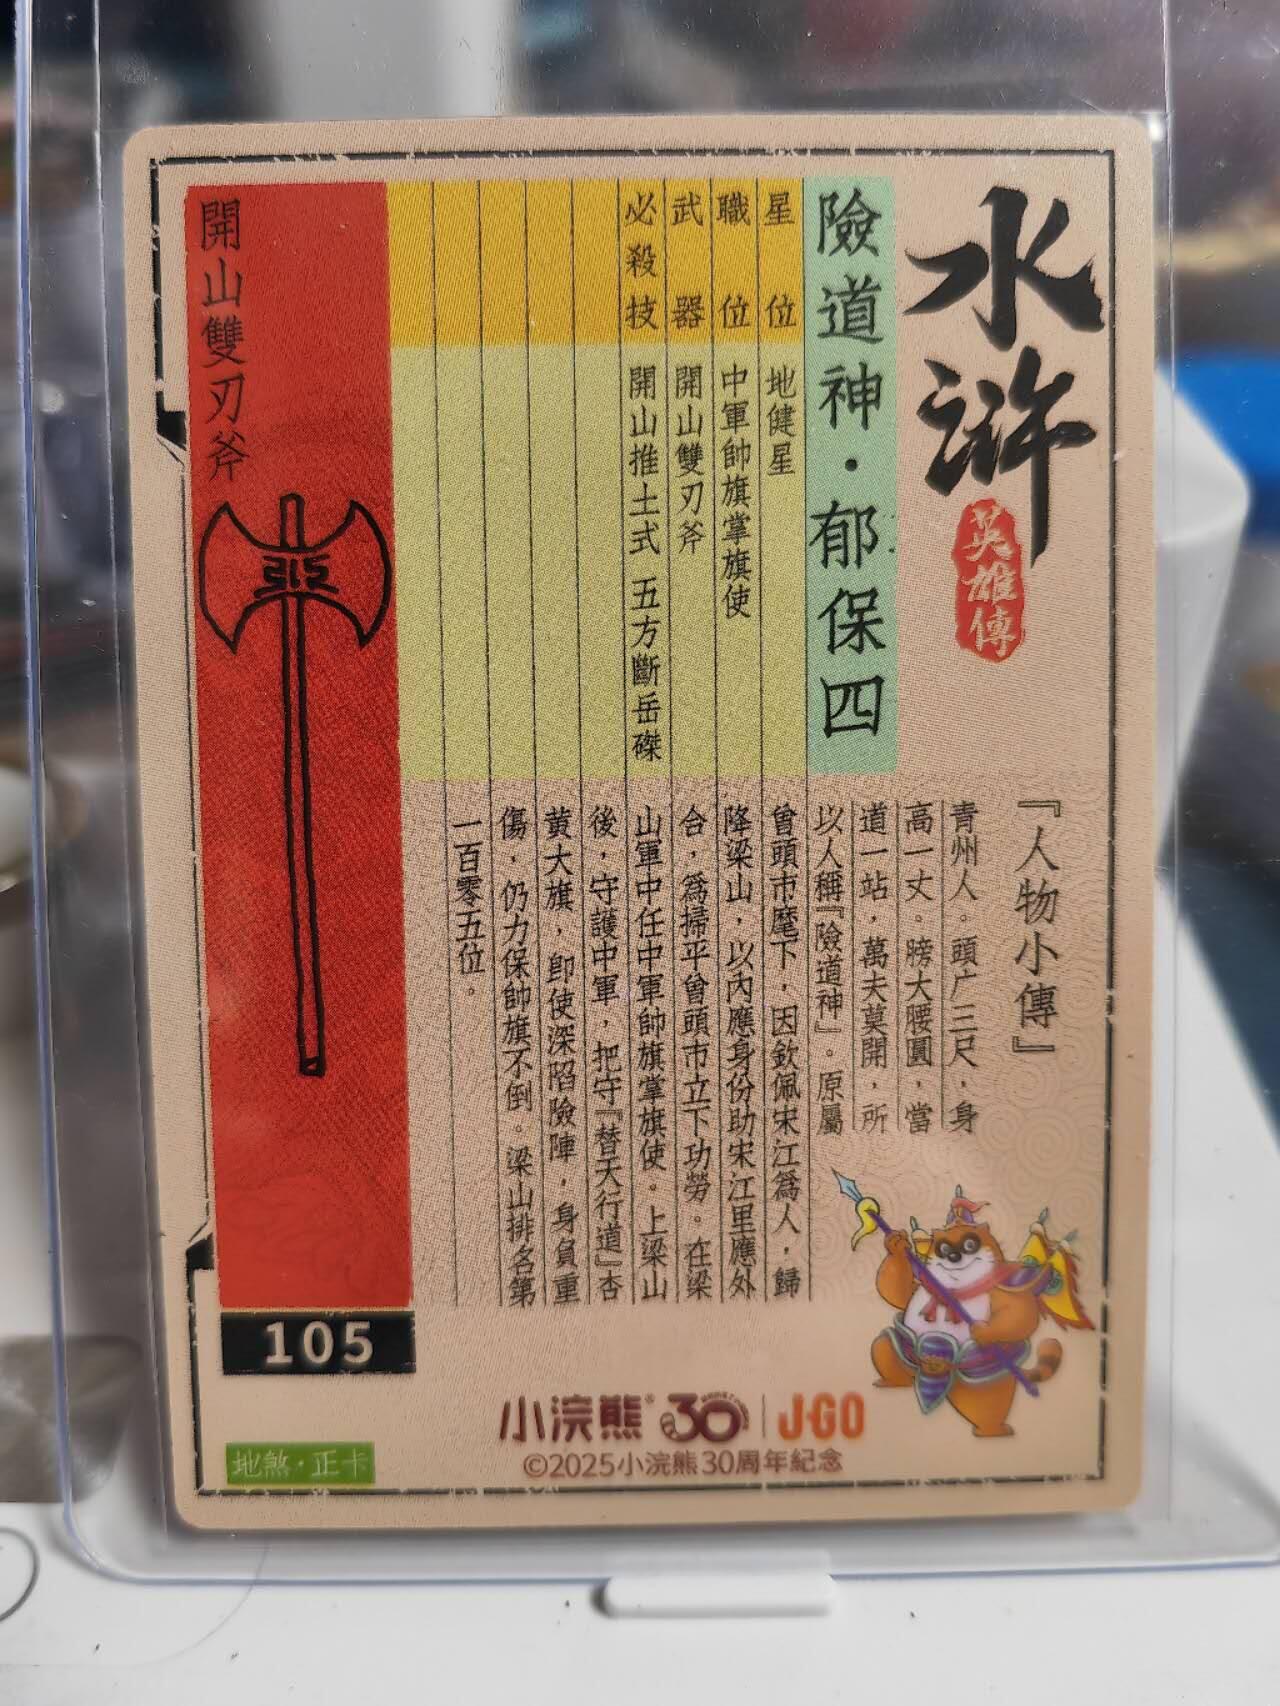 水滸
英雄傳
險道神·郁保四
星位 地健星
職位 中軍帥旗掌旗使
武器 開山雙刃斧
必殺技 開山推土式 五方斷岳磔
『人物小傳』
青州人。頭广三尺,身
高一丈。膀大腰圓,當
道一站,萬夫莫開,所
以人稱『險道神』。原屬
曾頭市麾下,因欽佩宋江爲人,歸
降梁山,以內應身份助宋江里應外
合,爲掃平曾頭市立下功勞。在梁
山軍中任中軍帥旗掌旗使。上梁山
後,守護中軍,把守『替天行道』杏
黃大旗,即使深陷險陣,身負重
傷,仍力保帥旗不倒。梁山排名第
一百零五位。
開山雙刃斧
105
地煞·正卡
小浣熊® 30 J·GO
©2025小浣熊30周年紀念